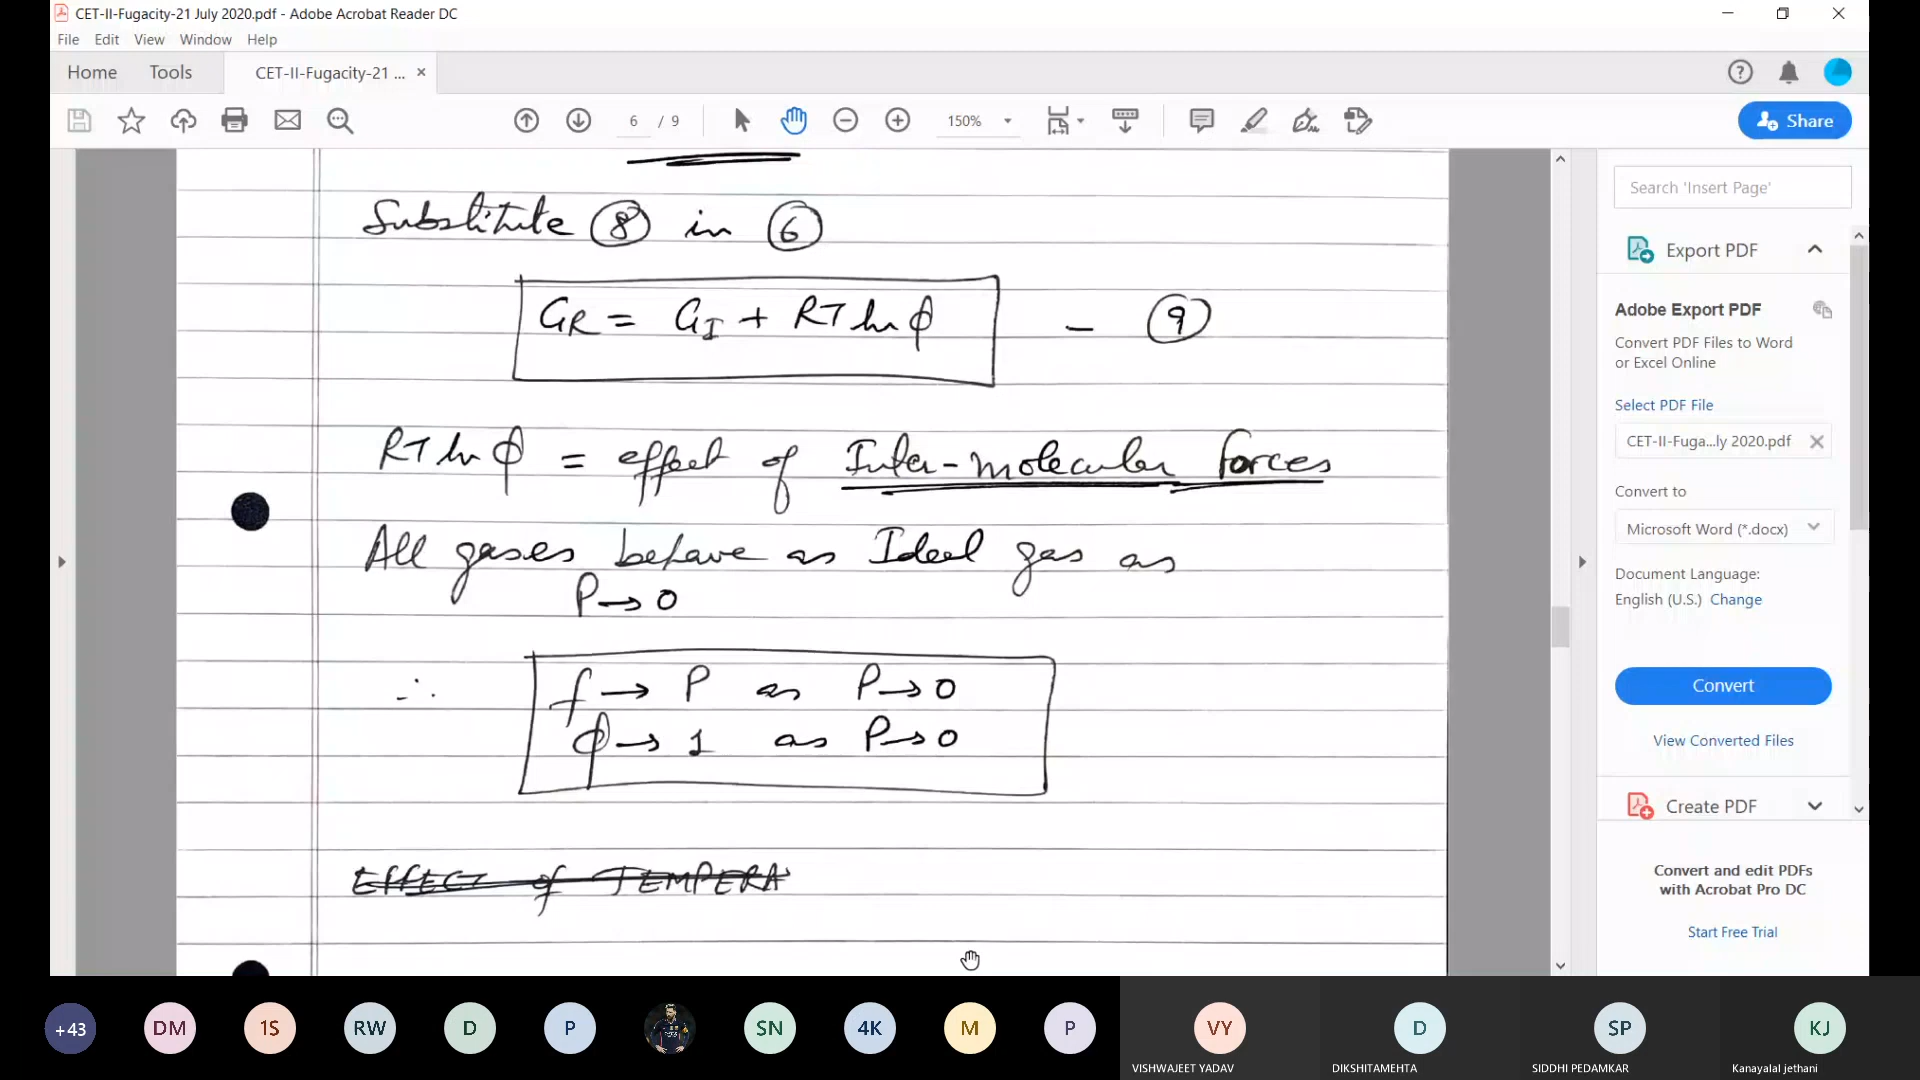 CET-II-Fugacity-21 July 2020.pdf - Adobe Acrobat Reader DC
File Edit View Window Help
Home Tools CET-II-Fugacity-21 ... ×
6 / 9 150% Share
Substitute ⑧ in ⑥
GR = GI + RT ln φ - ⑨
RT ln φ = effect of Inter-molecular forces
All gases behave as Ideal gas as
P→0
∴ f → P as P→0
φ → 1 as P→0
EFFECT of TEMPERA
Search 'Insert Page'
Export PDF
Adobe Export PDF
Convert PDF Files to Word
or Excel Online
Select PDF File
CET-II-Fuga...ly 2020.pdf
Convert to
Microsoft Word (*.docx)
Document Language:
English (U.S.) Change
Convert
View Converted Files
Create PDF
Convert and edit PDFs
with Acrobat Pro DC
Start Free Trial
+43 DM 1S RW D P SN 4K M P VY D SP KJ
VISHWAJEET YADAV DIKSHITAMEHTA SIDDHI PEDAMKAR Kanayalal jethani